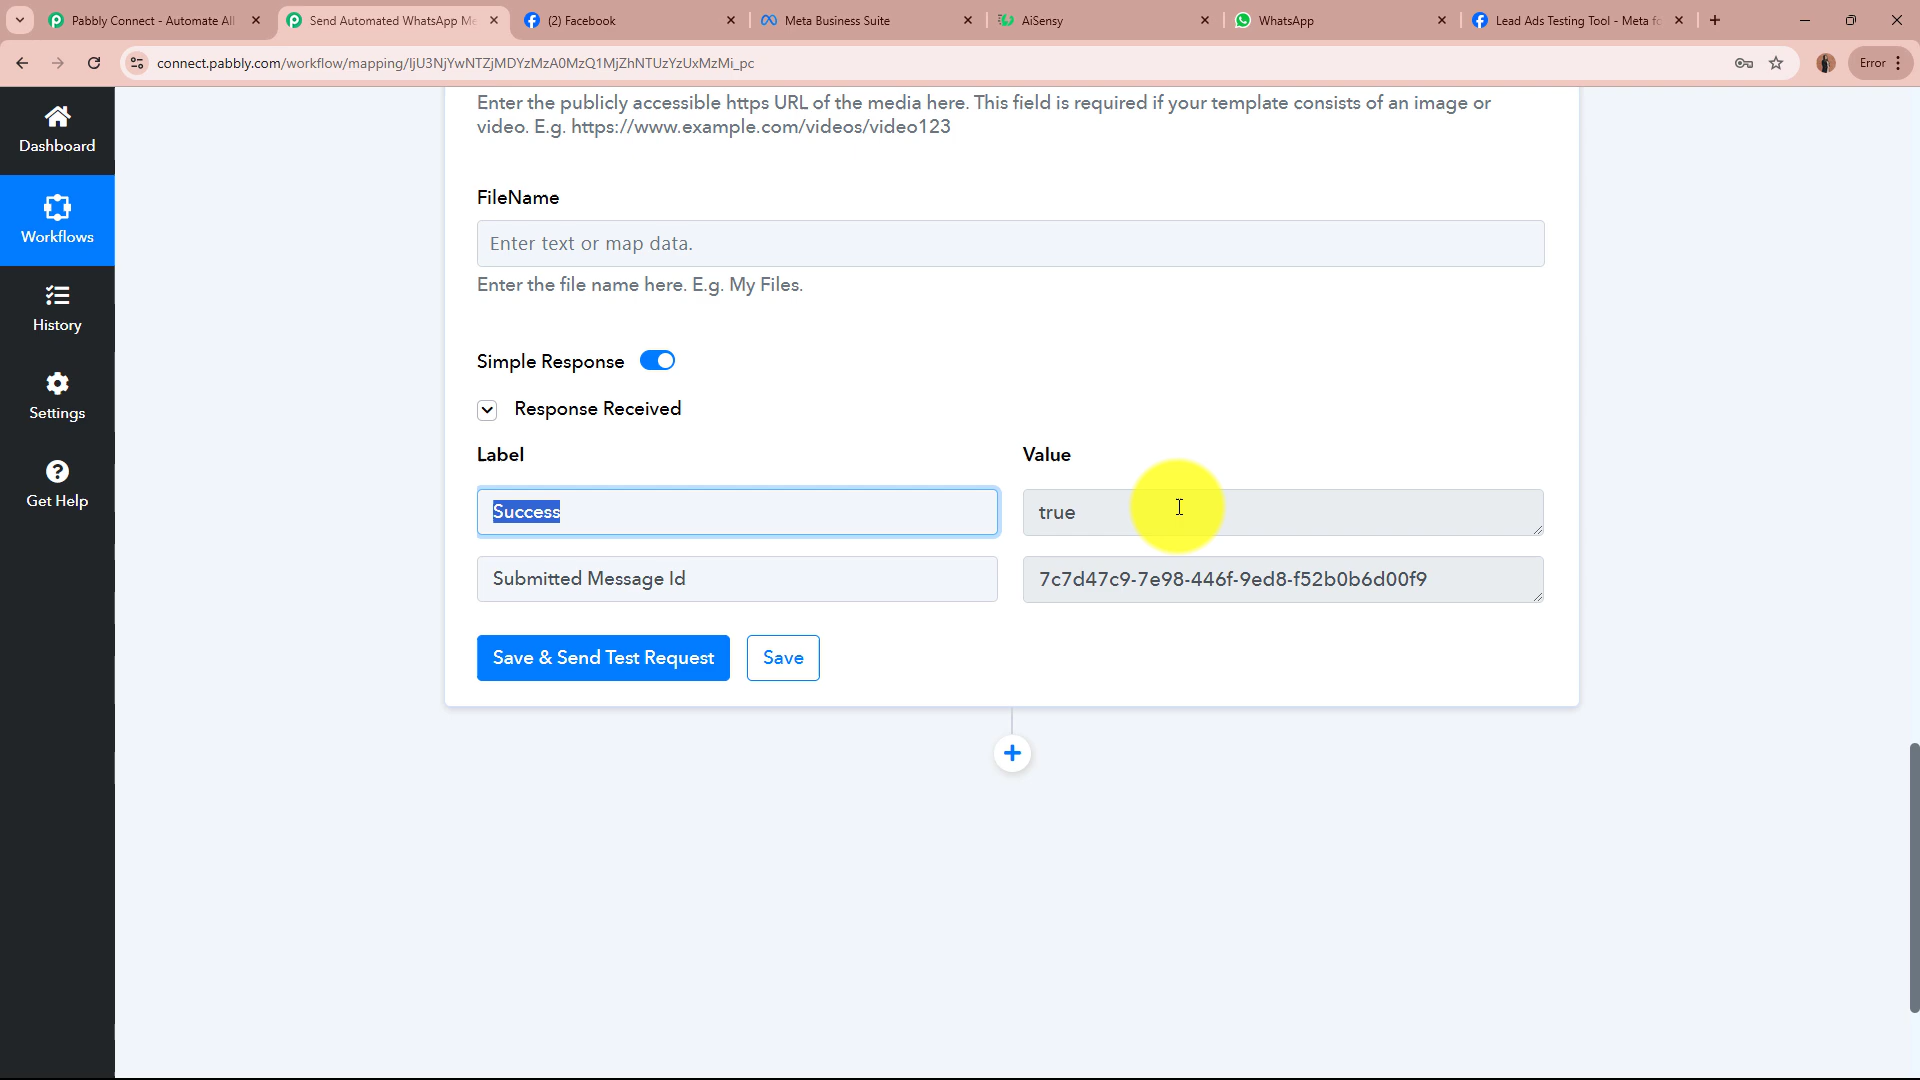 Pabbly Connect - Automate All
Send Automated WhatsApp Me
(2) Facebook
Meta Business Suite
AiSensy
WhatsApp
Lead Ads Testing Tool - Meta fo
connect.pabbly.com/workflow/mapping/IjU3NjYwNTZjMDYzMzA0MzQ1MjZhNTUzYzUxMzMi_pc
Error
Dashboard
Workflows
History
Settings
Get Help
Enter the publicly accessible https URL of the media here. This field is required if your template consists of an image or
video. E.g. https://www.example.com/videos/video123
FileName
Enter text or map data.
Enter the file name here. E.g. My Files.
Simple Response
Response Received
Label
Value
Success
true
Submitted Message Id
7c7d47c9-7e98-446f-9ed8-f52b0b6d00f9
Save & Send Test Request
Save